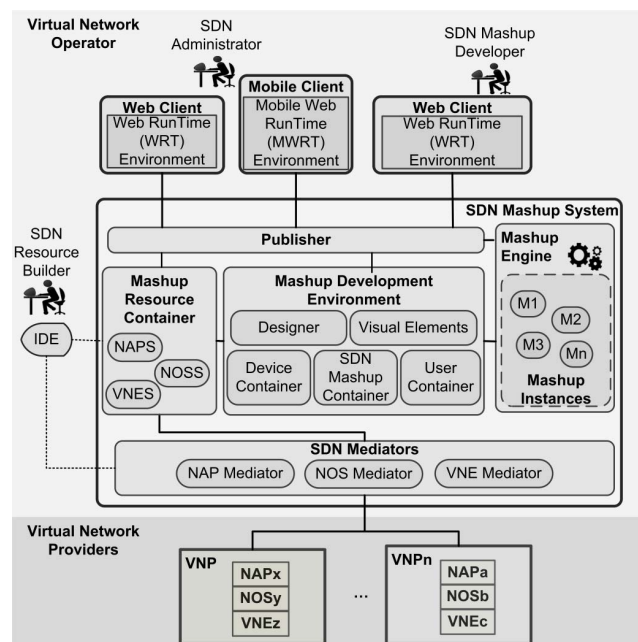 Virtual Network
Operator
SDN
Administrator
SDN Mashup
Developer
Web Client
Web RunTime
(WRT)
Environment
Mobile Client
Mobile Web
RunTime
(MWRT)
Environment
Web Client
Web RunTime
(WRT)
Environment
SDN Mashup System
SDN
Resource
Builder
IDE
Publisher
Mashup
Resource
Container
NAPS
NOSS
VNES
Mashup Development
Environment
Designer
Visual Elements
Device
Container
SDN
Mashup
Container
User
Container
Mashup
Engine
M1
M2
M3
Mn
Mashup
Instances
SDN Mediators
NAP Mediator
NOS Mediator
VNE Mediator
Virtual Network
Providers
VNP
NAPx
NOSy
VNEz
...
VNPn
NAPa
NOSb
VNEc